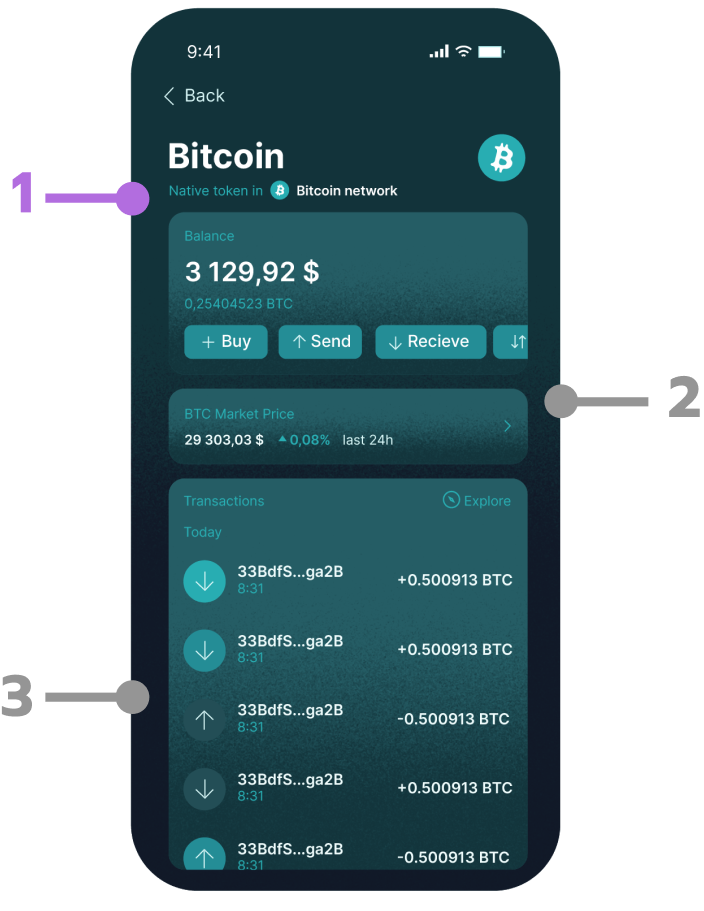 9:41
Back
Bitcoin
1
Native token in Bitcoin network
Balance
3 129,92 $
0,25404523 BTC
+ Buy ↑ Send ↓ Recieve ↓↑
2
BTC Market Price
29 303,03 $ ▲ 0,08% last 24h
Transactions Explore
Today
33BdfS...ga2B +0.500913 BTC
8:31
33BdfS...ga2B +0.500913 BTC
8:31
3
33BdfS...ga2B -0.500913 BTC
8:31
33BdfS...ga2B +0.500913 BTC
8:31
33BdfS...ga2B -0.500913 BTC
8:31